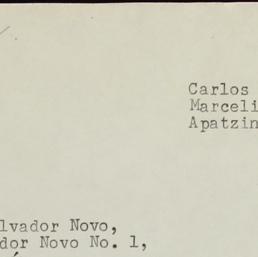 Carlos
Marceli
Apatzin
lvador Novo,
dor Novo No. 1,